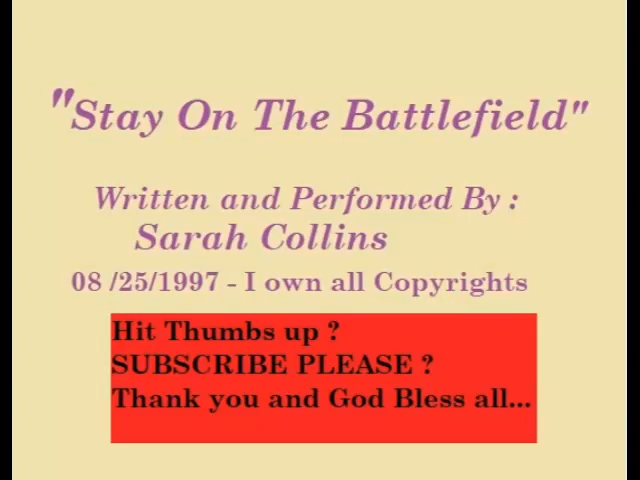 "Stay On The Battlefield"
Written and Performed By :
Sarah Collins
08 /25/1997 - I own all Copyrights
Hit Thumbs up ?
SUBSCRIBE PLEASE ?
Thank you and God Bless all...